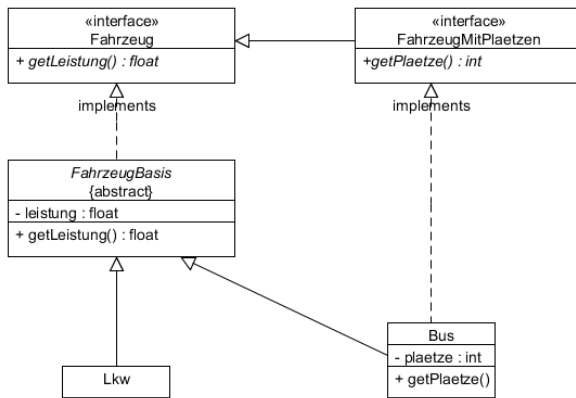 «interface»
Fahrzeug
+ getLeistung() : float
«interface»
FahrzeugMitPlaetzen
+getPlaetze() : int
implements
implements
FahrzeugBasis
{abstract}
- leistung : float
+ getLeistung() : float
Lkw
Bus
- plaetze : int
+ getPlaetze()